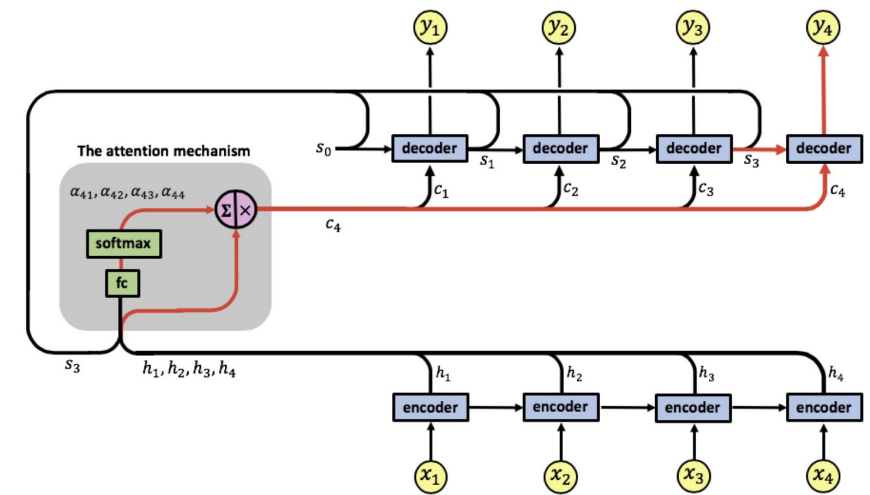 y₁ y₂ y₃ y₄
The attention mechanism
s₀ decoder s₁ decoder s₂ decoder s₃ decoder
α₄₁, α₄₂, α₄₃, α₄₄
Σ ×
c₁ c₂ c₃ c₄
c₄
softmax
fc
s₃ h₁, h₂, h₃, h₄
h₁ h₂ h₃ h₄
encoder encoder encoder encoder
x₁ x₂ x₃ x₄